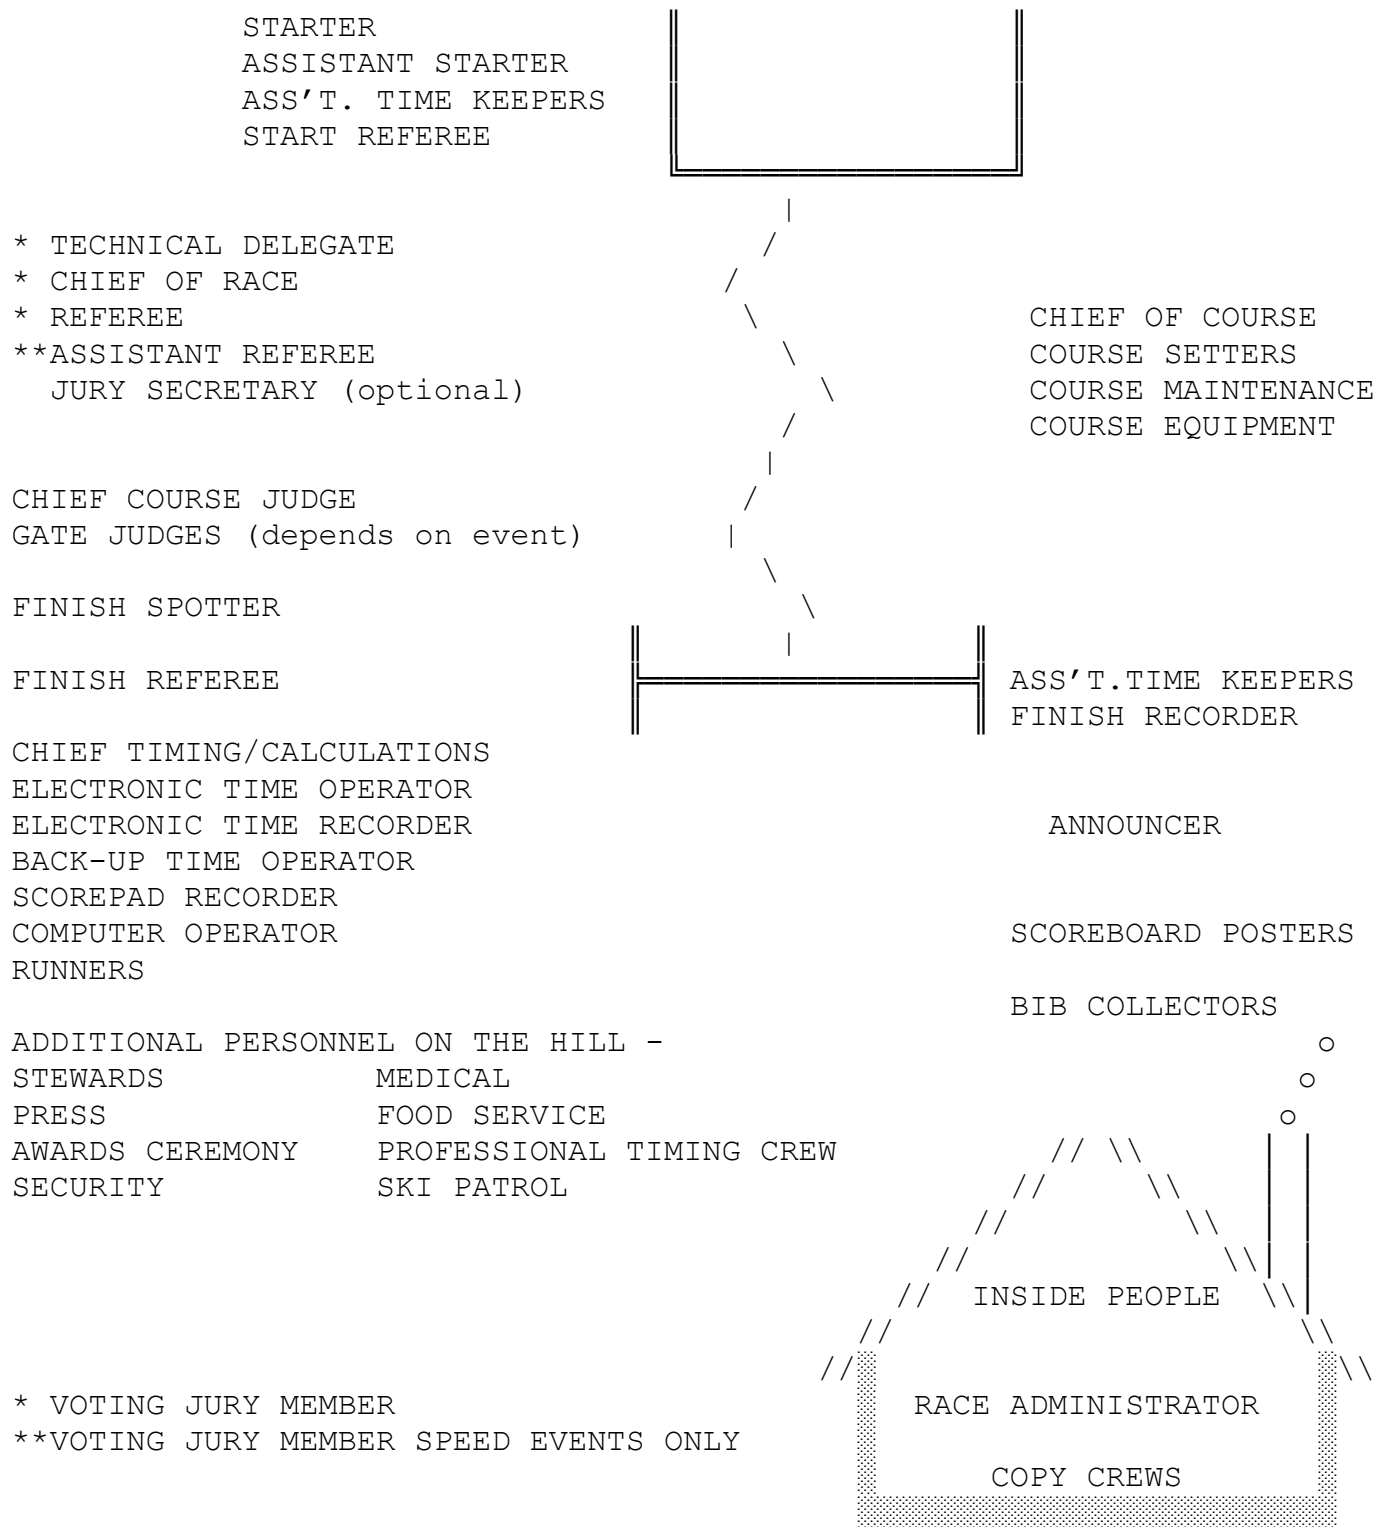 STARTER
ASSISTANT STARTER
ASS’T. TIME KEEPERS
START REFEREE
* TECHNICAL DELEGATE
* CHIEF OF RACE
* REFEREE
**ASSISTANT REFEREE
JURY SECRETARY (optional)
CHIEF OF COURSE
COURSE SETTERS
COURSE MAINTENANCE
COURSE EQUIPMENT
CHIEF COURSE JUDGE
GATE JUDGES (depends on event)
FINISH SPOTTER
FINISH REFEREE
ASS’T.TIME KEEPERS
FINISH RECORDER
CHIEF TIMING/CALCULATIONS
ELECTRONIC TIME OPERATOR
ELECTRONIC TIME RECORDER
BACK-UP TIME OPERATOR
SCOREPAD RECORDER
COMPUTER OPERATOR
RUNNERS
ANNOUNCER
SCOREBOARD POSTERS
BIB COLLECTORS
ADDITIONAL PERSONNEL ON THE HILL -
STEWARDS MEDICAL
PRESS FOOD SERVICE
AWARDS CEREMONY PROFESSIONAL TIMING CREW
SECURITY SKI PATROL
INSIDE PEOPLE
RACE ADMINISTRATOR
COPY CREWS
* VOTING JURY MEMBER
**VOTING JURY MEMBER SPEED EVENTS ONLY